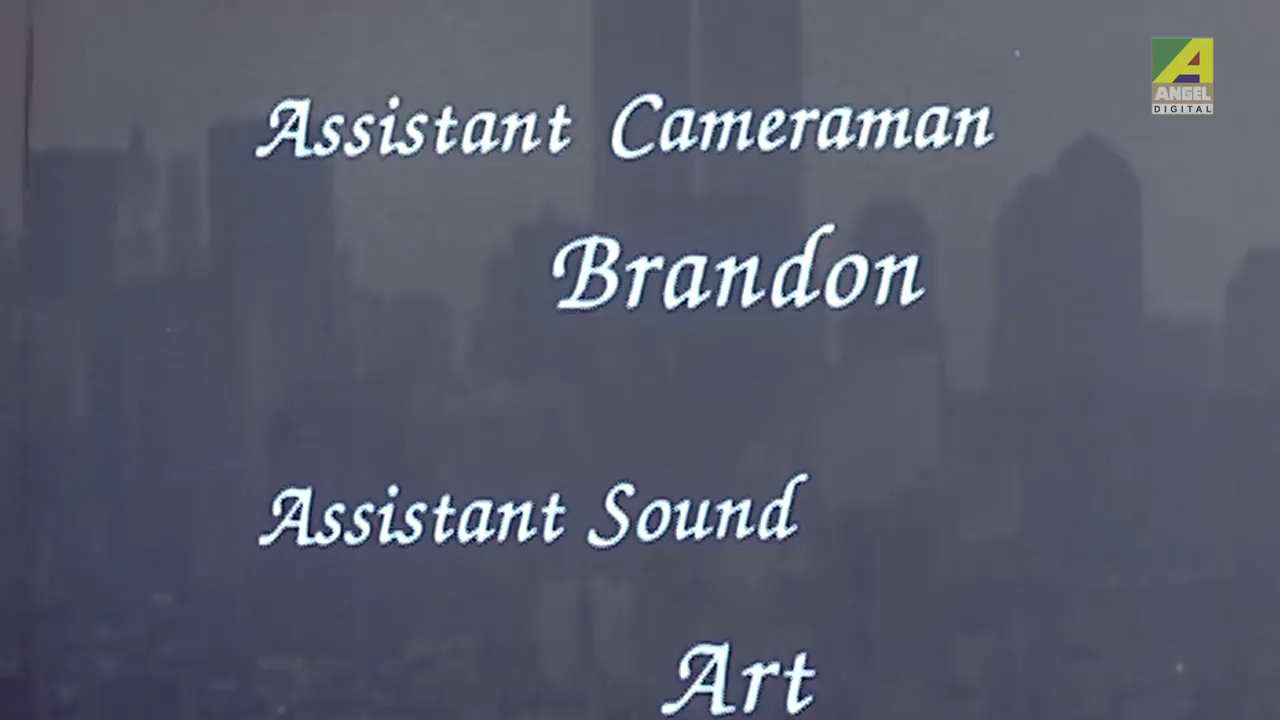 Assistant Cameraman
Brandon
Assistant Sound
Art
A
ANGEL
DIGITAL